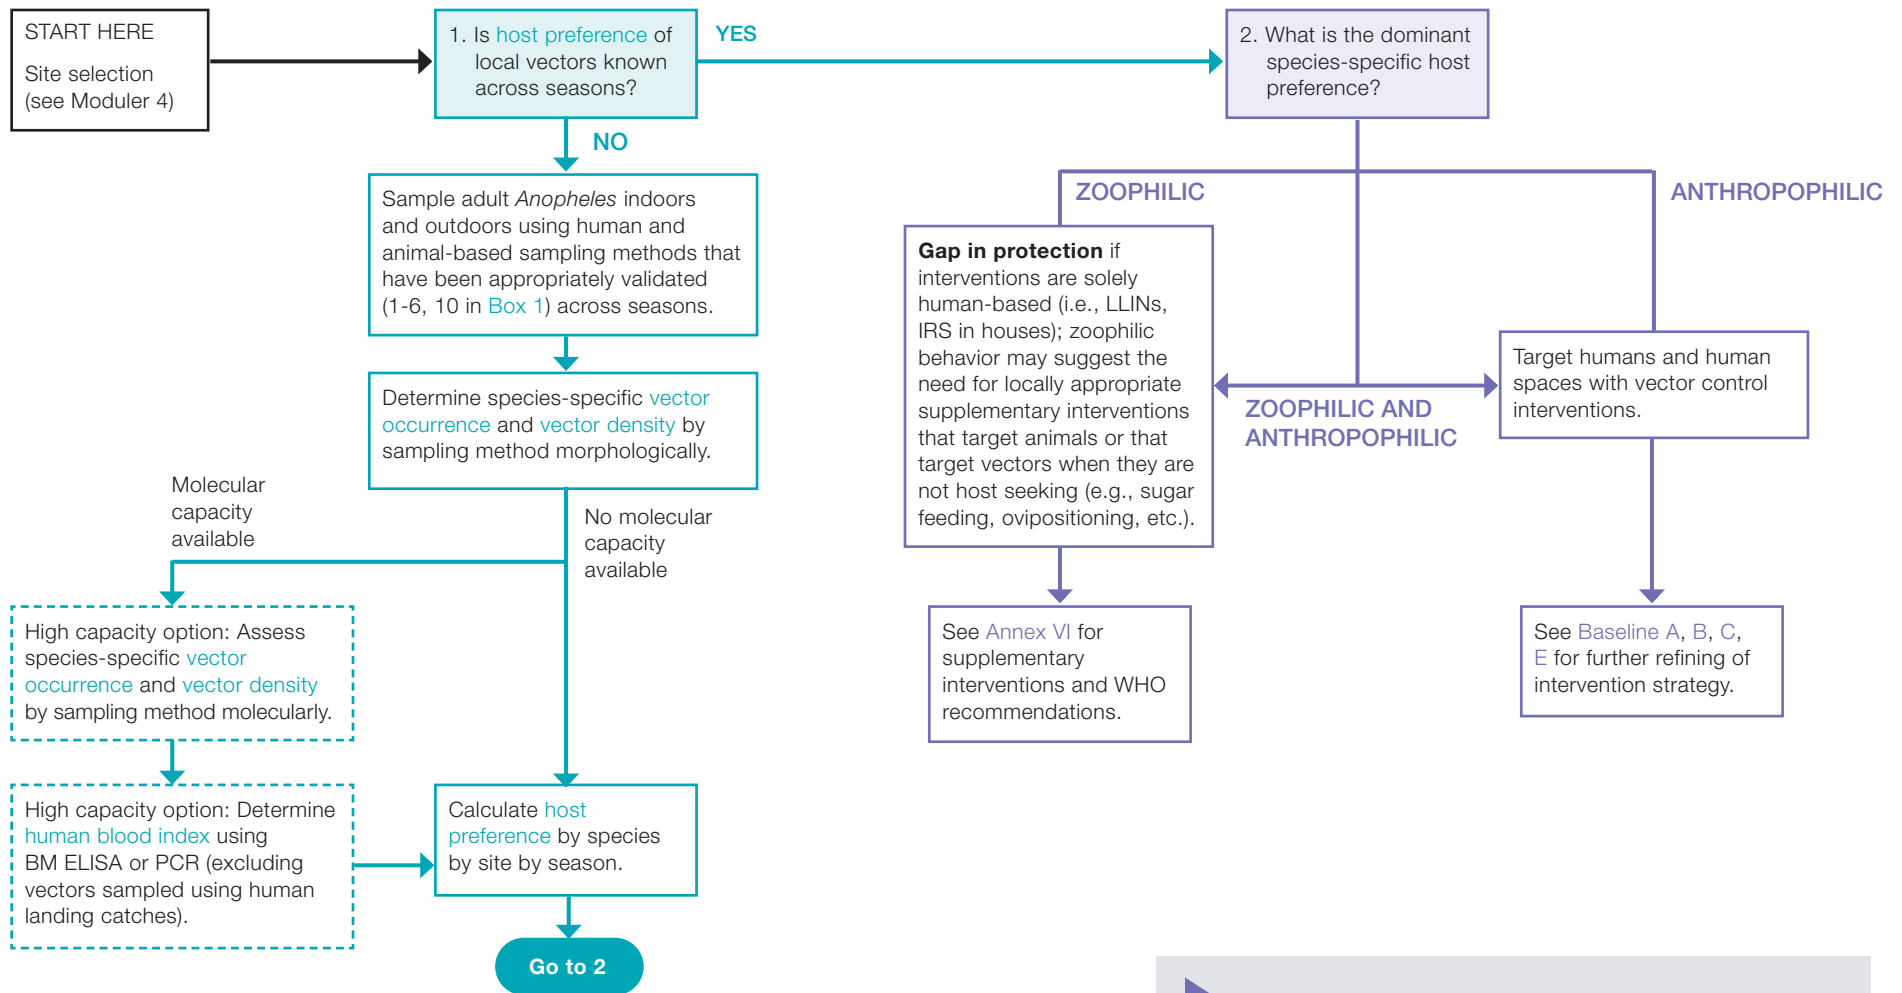 START HERE
Site selection
(see Moduler 4)
1. Is host preference of
local vectors known
across seasons?
YES
NO
Sample adult Anopheles indoors
and outdoors using human and
animal-based sampling methods that
have been appropriately validated
(1-6, 10 in Box 1) across seasons.
Determine species-specific vector
occurrence and vector density by
sampling method morphologically.
Molecular
capacity
available
No molecular
capacity
available
High capacity option: Assess
species-specific vector
occurrence and vector density
by sampling method molecularly.
High capacity option: Determine
human blood index using
BM ELISA or PCR (excluding
vectors sampled using human
landing catches).
Calculate host
preference by species
by site by season.
Go to 2
2. What is the dominant
species-specific host
preference?
ZOOPHILIC
ANTHROPOPHILIC
Gap in protection if
interventions are solely
human-based (i.e., LLINs,
IRS in houses); zoophilic
behavior may suggest the
need for locally appropriate
supplementary interventions
that target animals or that
target vectors when they are
not host seeking (e.g., sugar
feeding, ovipositioning, etc.).
ZOOPHILIC AND
ANTHROPOPHILIC
Target humans and human
spaces with vector control
interventions.
See Annex VI for
supplementary
interventions and WHO
recommendations.
See Baseline A, B, C,
E for further refining of
intervention strategy.